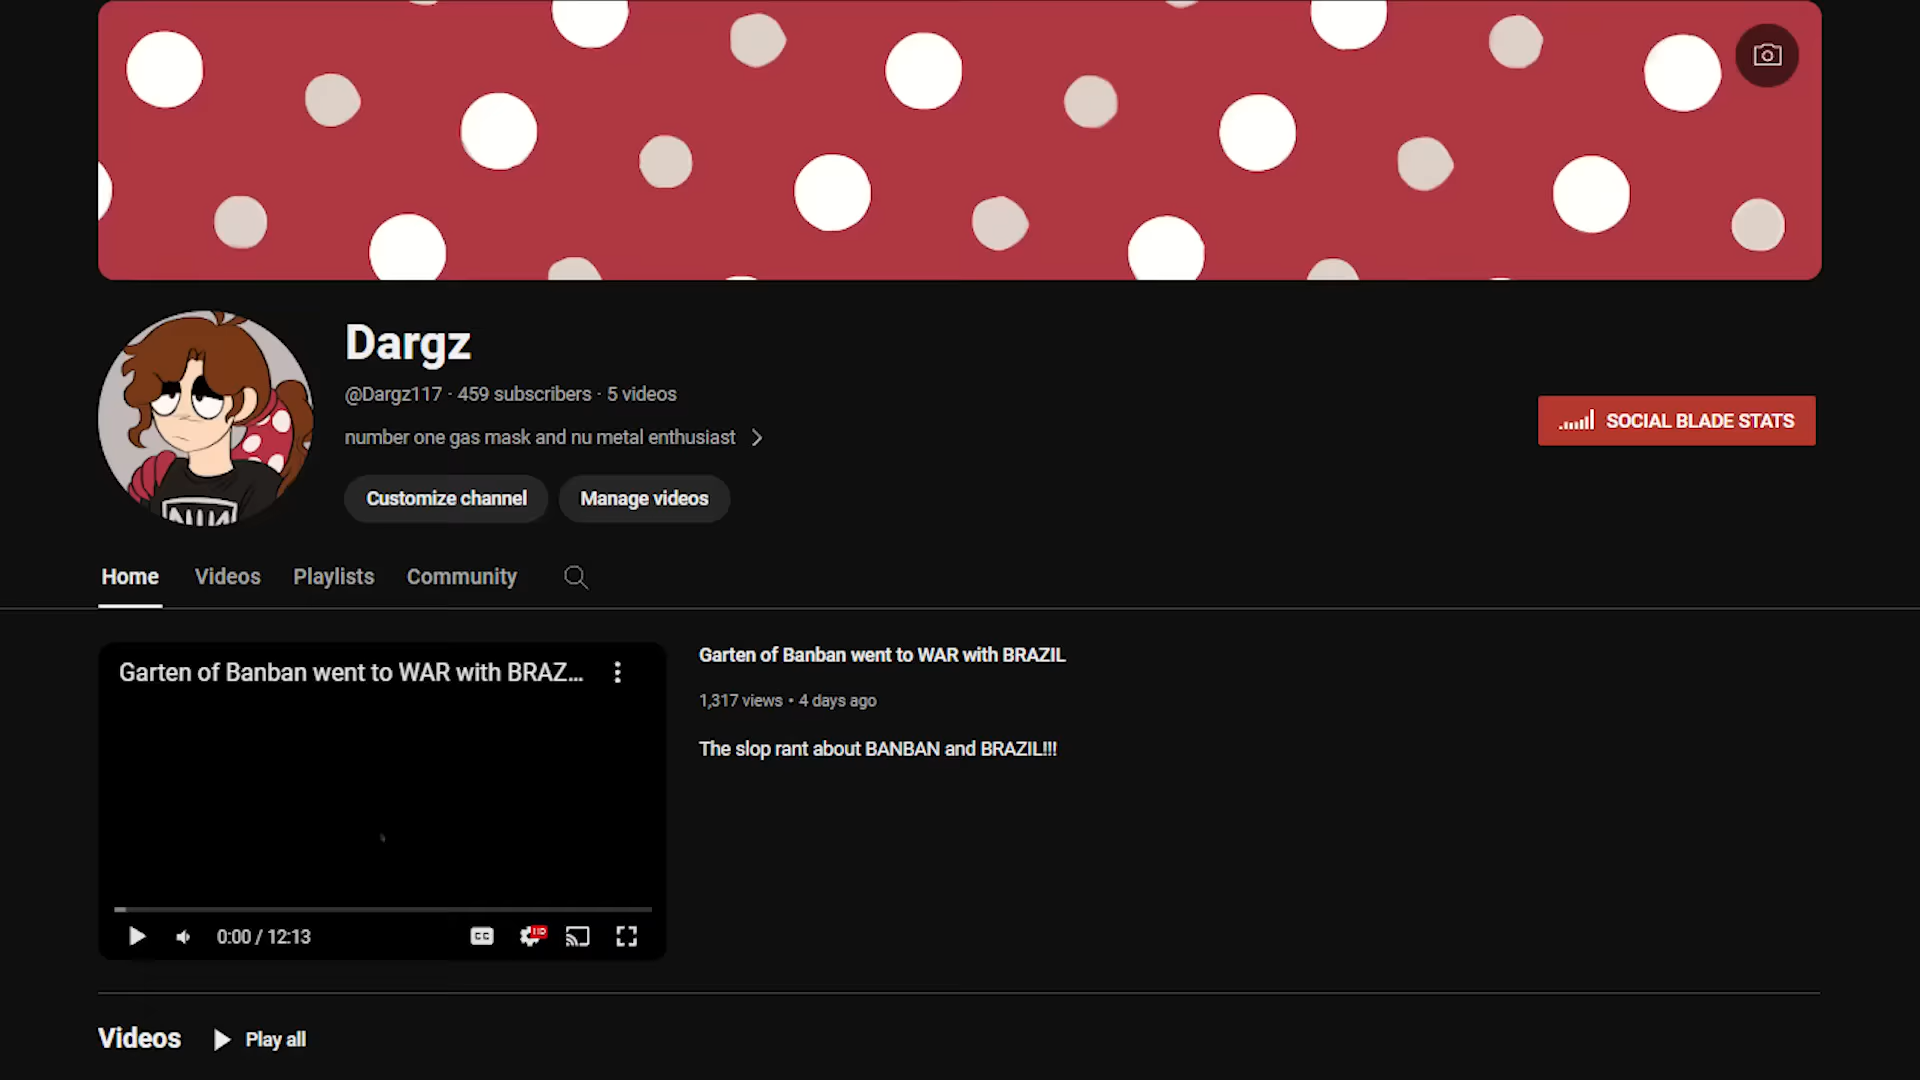 Dargz
@Dargz117 · 459 subscribers · 5 videos
number one gas mask and nu metal enthusiast
SOCIAL BLADE STATS
Customize channel
Manage videos
Home
Videos
Playlists
Community
Garten of Banban went to WAR with BRAZ...
Garten of Banban went to WAR with BRAZIL
1,317 views • 4 days ago
The slop rant about BANBAN and BRAZIL!!!
0:00 / 12:13
CC
HD
Videos
Play all